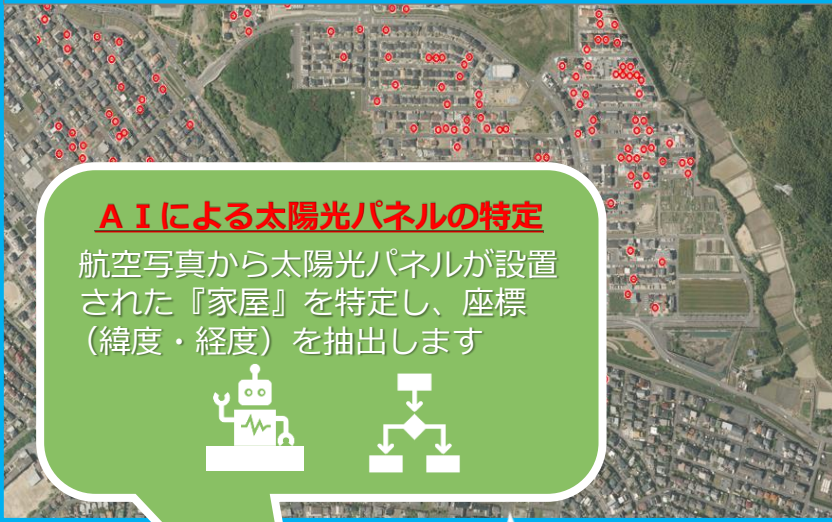 ＡＩによる太陽光パネルの特定
航空写真から太陽光パネルが設置
された『家屋』を特定し、座標
（緯度・経度）を抽出します